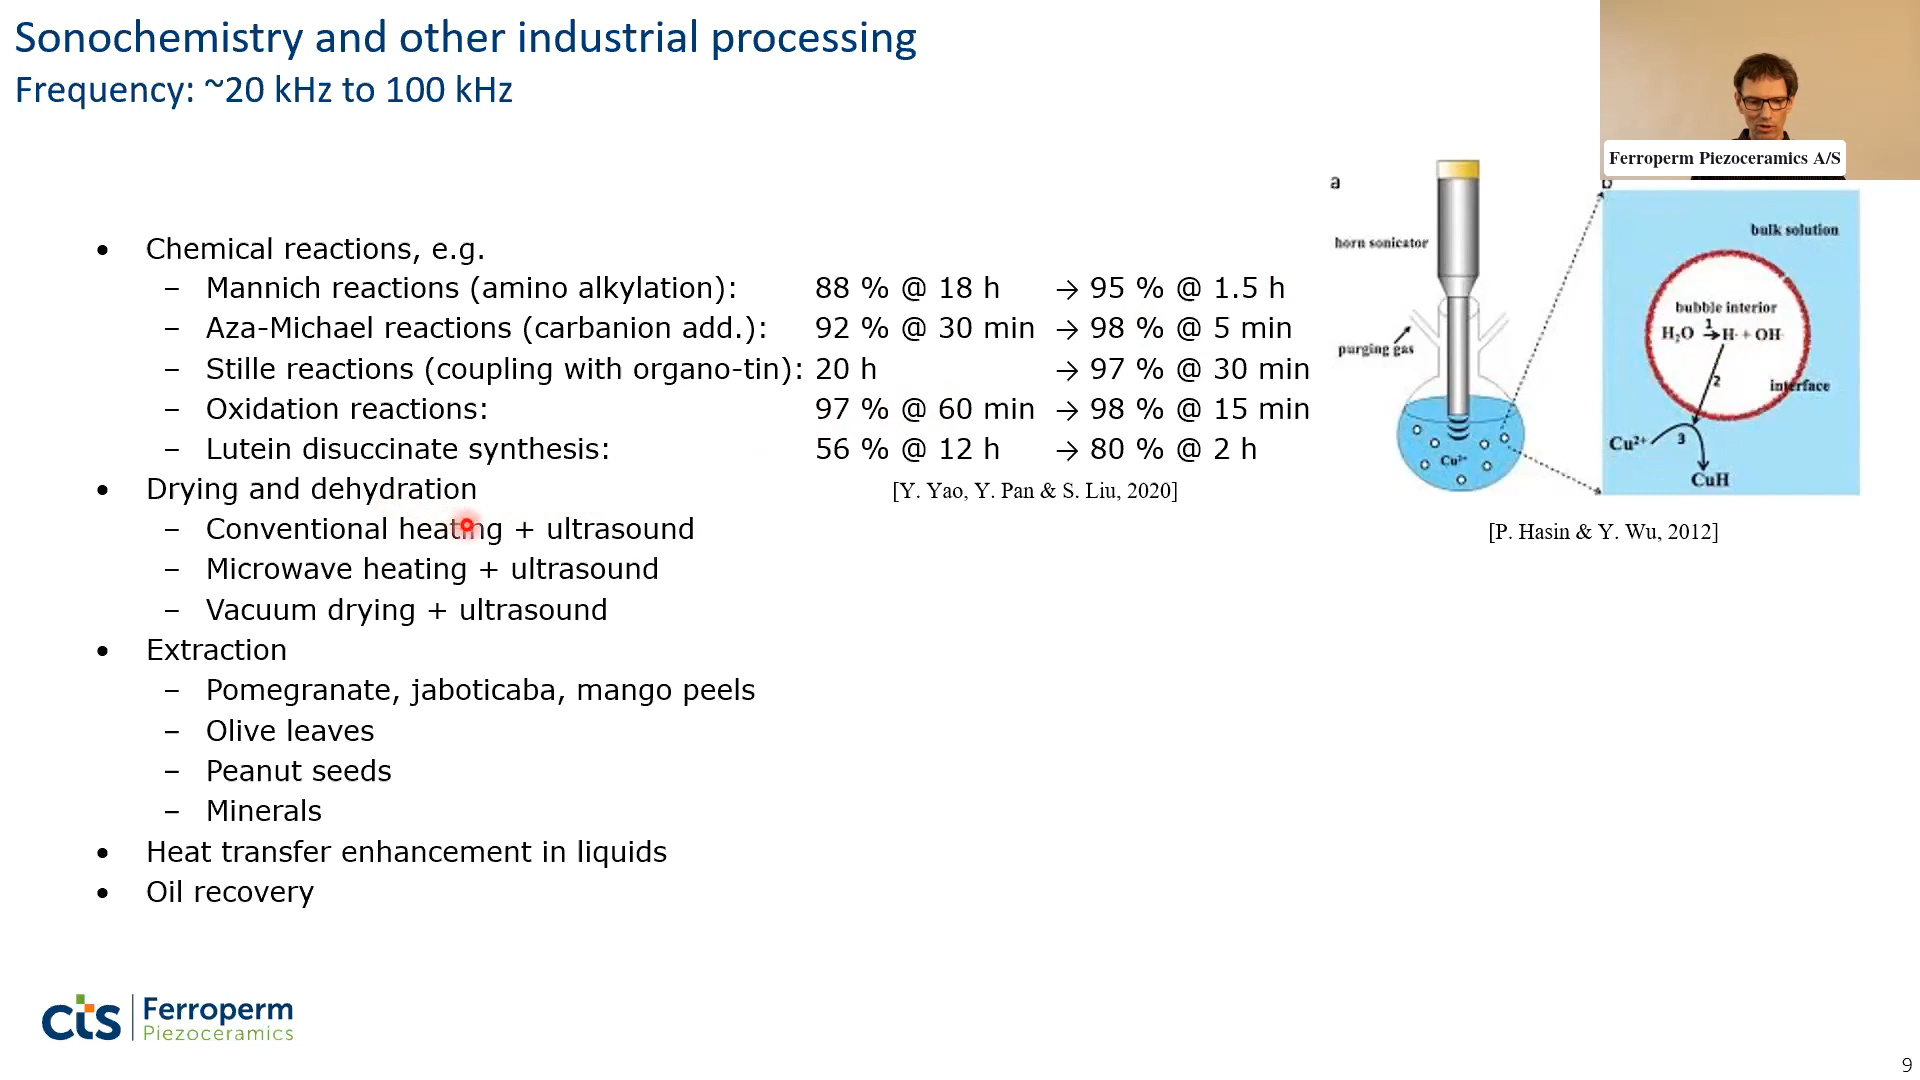 Sonochemistry and other industrial processing
Frequency: ~20 kHz to 100 kHz
Ferroperm Piezoceramics A/S
• Chemical reactions, e.g.
– Mannich reactions (amino alkylation): 88 % @ 18 h → 95 % @ 1.5 h
– Aza-Michael reactions (carbanion add.): 92 % @ 30 min → 98 % @ 5 min
– Stille reactions (coupling with organo-tin): 20 h → 97 % @ 30 min
– Oxidation reactions: 97 % @ 60 min → 98 % @ 15 min
– Lutein disuccinate synthesis: 56 % @ 12 h → 80 % @ 2 h
[Y. Yao, Y. Pan & S. Liu, 2020]
• Drying and dehydration
– Conventional heating + ultrasound
– Microwave heating + ultrasound
– Vacuum drying + ultrasound
• Extraction
– Pomegranate, jaboticaba, mango peels
– Olive leaves
– Peanut seeds
– Minerals
• Heat transfer enhancement in liquids
• Oil recovery
a
horn sonicator
purging gas
Cu²⁺
b
bulk solution
bubble interior
H₂O 1→ H· + OH·
2
interface
Cu²⁺ 3
CuH
[P. Hasin & Y. Wu, 2012]
cts Ferroperm
Piezoceramics
9